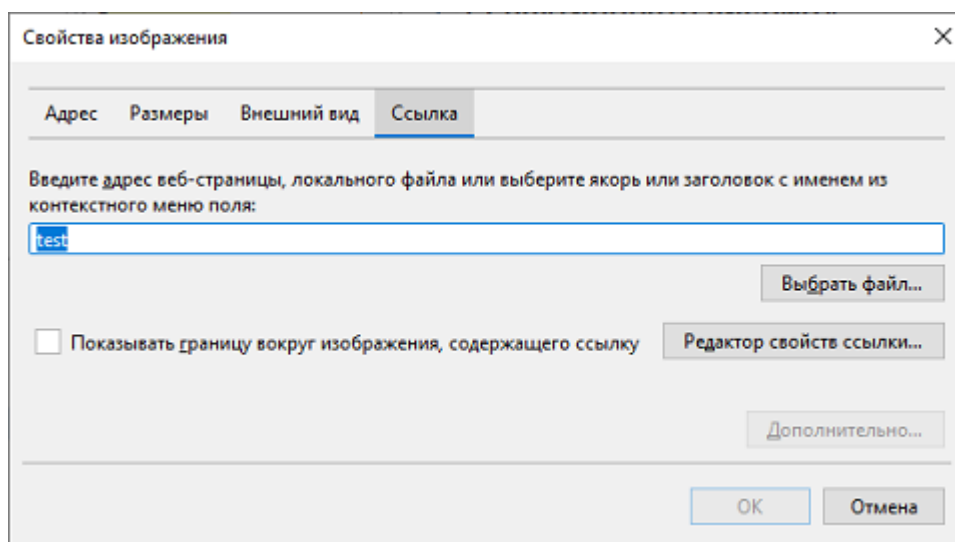 Свойства изображения
Адрес Размеры Внешний вид Ссылка
Введите адрес веб-страницы, локального файла или выберите якорь или заголовок с именем из
контекстного меню поля:
test
Выбрать файл...
Показывать границу вокруг изображения, содержащего ссылку Редактор свойств ссылки...
Дополнительно...
OK Отмена